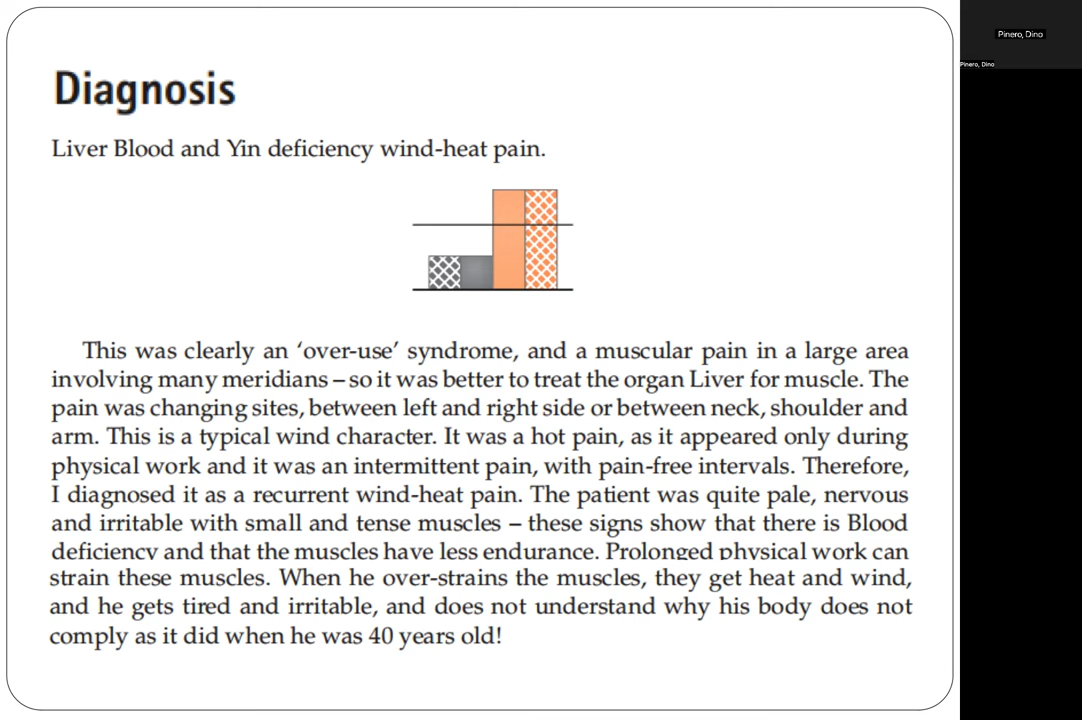 Diagnosis
Liver Blood and Yin deficiency wind-heat pain.
This was clearly an ‘over-use’ syndrome, and a muscular pain in a large area
involving many meridians – so it was better to treat the organ Liver for muscle. The
pain was changing sites, between left and right side or between neck, shoulder and
arm. This is a typical wind character. It was a hot pain, as it appeared only during
physical work and it was an intermittent pain, with pain-free intervals. Therefore,
I diagnosed it as a recurrent wind-heat pain. The patient was quite pale, nervous
and irritable with small and tense muscles – these signs show that there is Blood
deficiency and that the muscles have less endurance. Prolonged physical work can
strain these muscles. When he over-strains the muscles, they get heat and wind,
and he gets tired and irritable, and does not understand why his body does not
comply as it did when he was 40 years old!
Pinero, Dino
Pinero, Dino